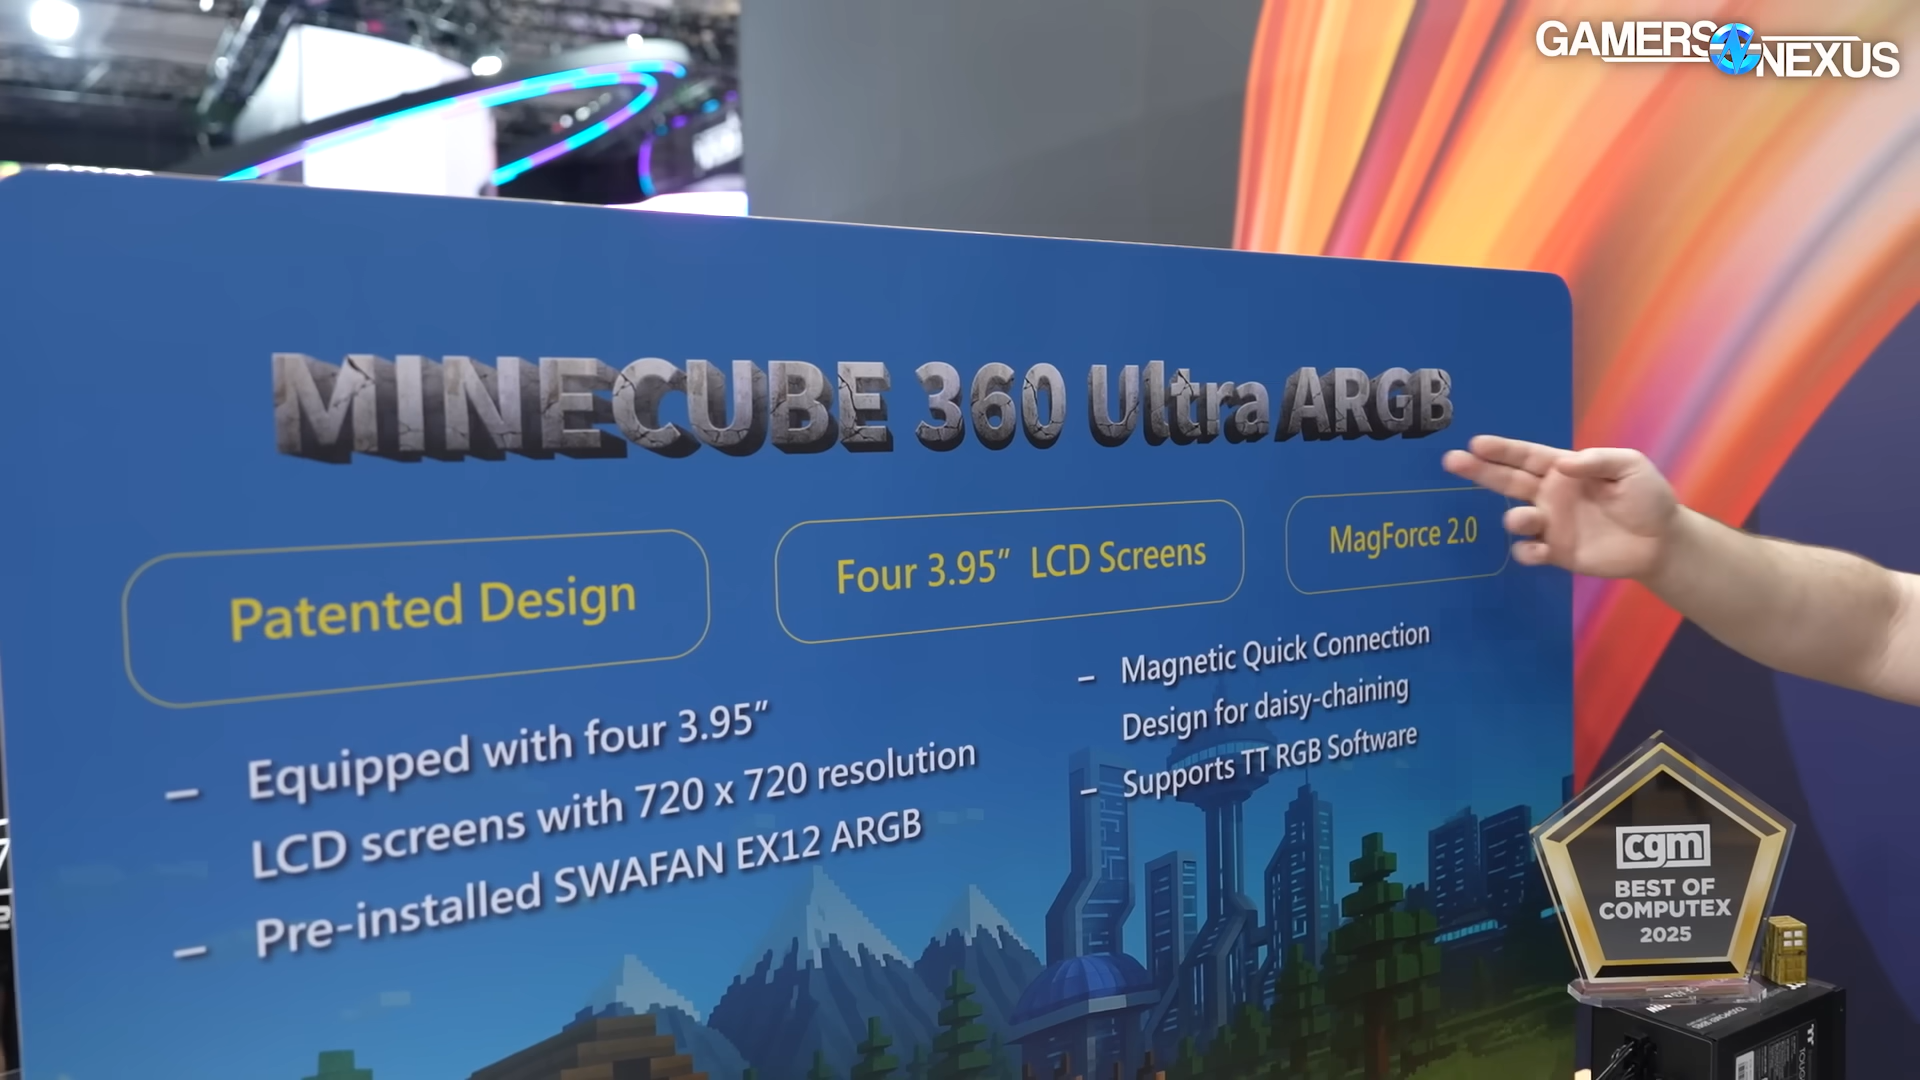 GAMERS NEXUS
MINECUBE 360 Ultra ARGB
Patented Design
Four 3.95" LCD Screens
MagForce 2.0
– Equipped with four 3.95"
LCD screens with 720 x 720 resolution
– Pre-installed SWAFAN EX12 ARGB
– Magnetic Quick Connection
Design for daisy-chaining
– Supports TT RGB Software
cgm
BEST OF
COMPUTEX
2025